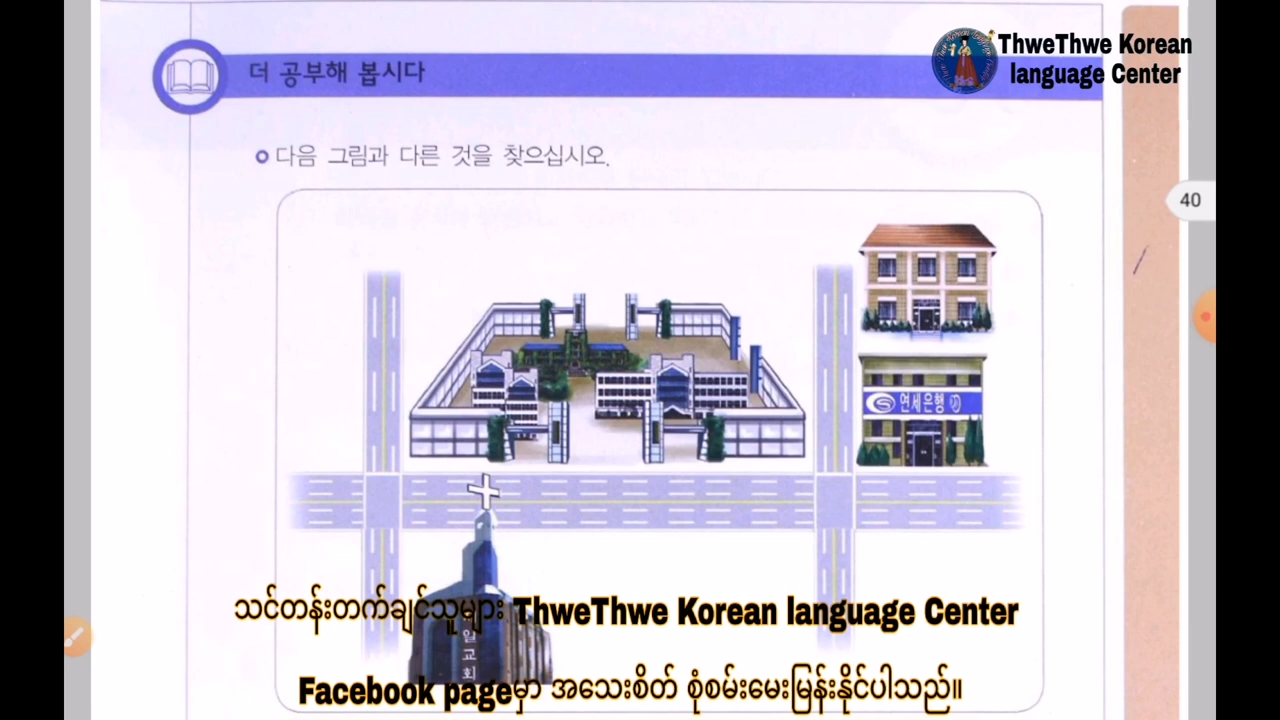 ThweThwe Korean
language Center
더 공부해 봅시다
다음 그림과 다른 것을 찾으십시오.
40
연세은행
သင်တန်းတက်ချင်သူများ ThweThwe Korean language Center
일교회
Facebook pageမှာ အသေးစိတ် စုံစမ်းမေးမြန်းနိုင်ပါသည်။